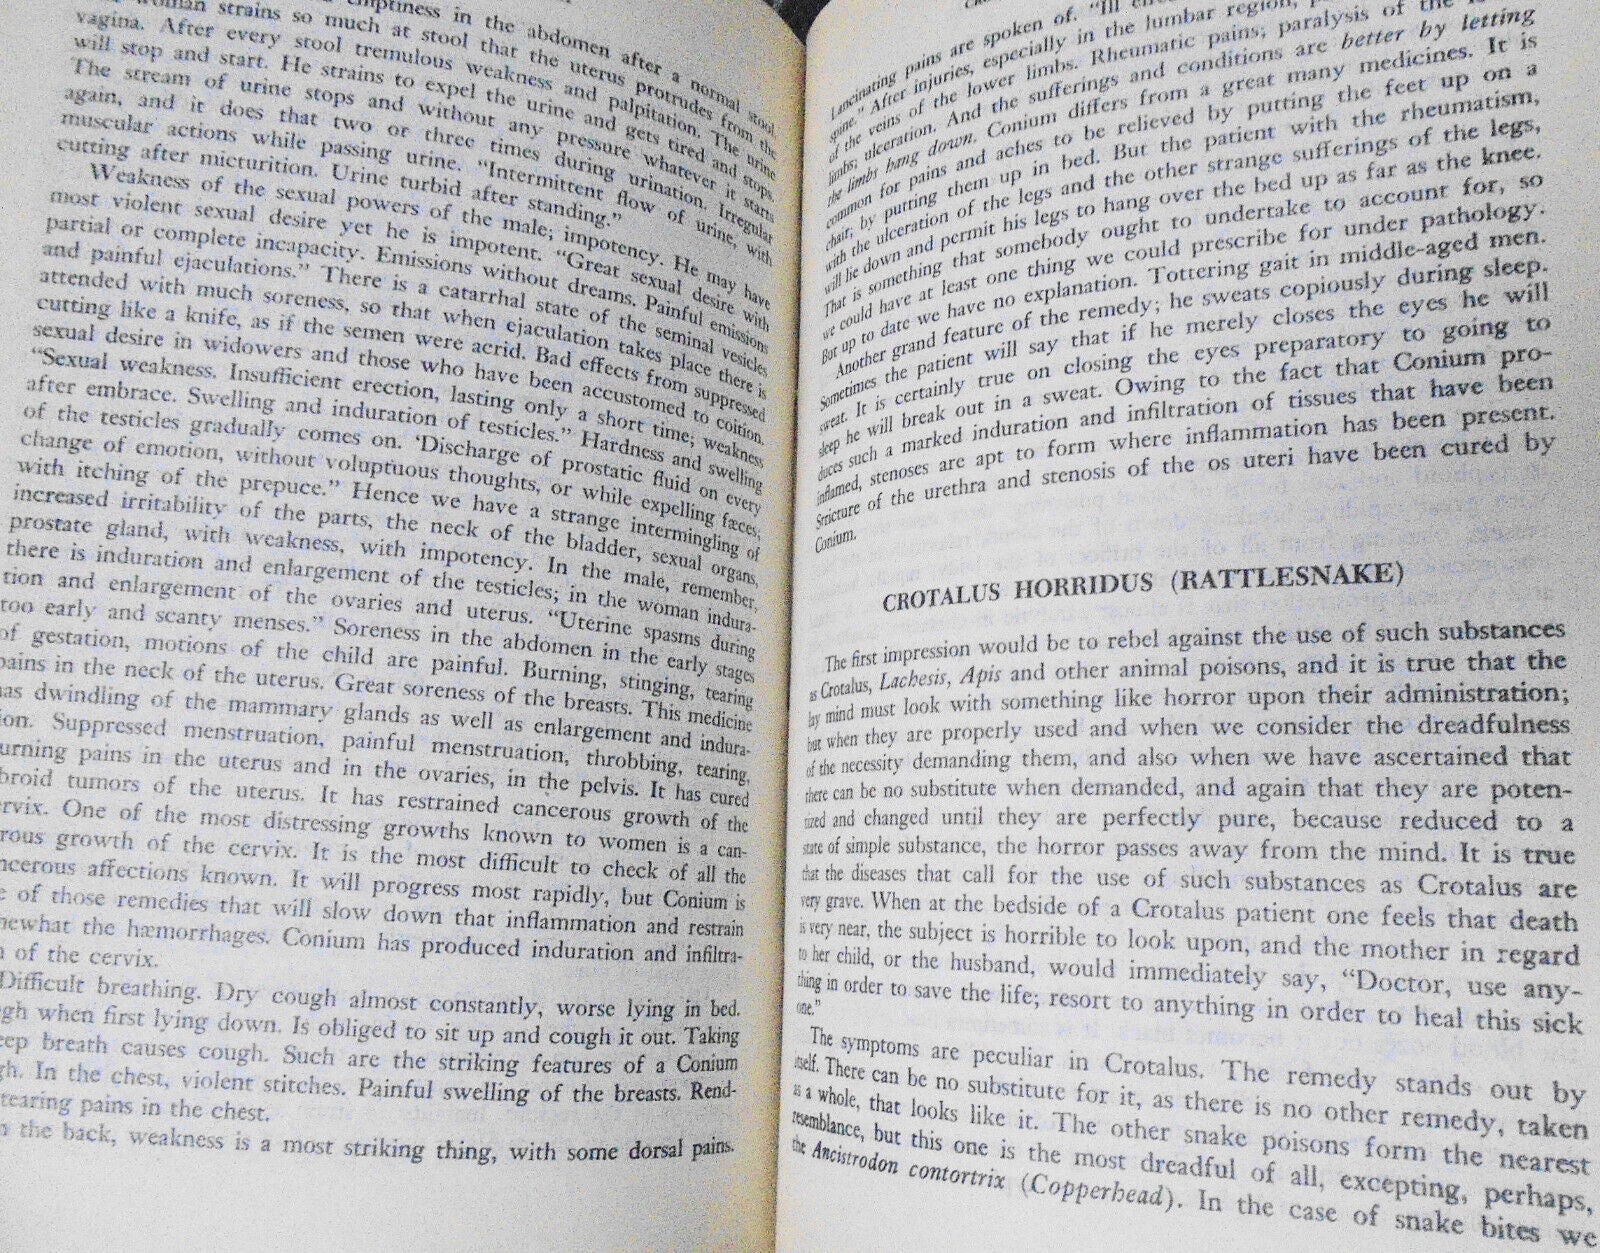 emptiness in the abdomen after a normal stool
woman strains so much at stool that the uterus protrudes from the
vagina. After every stool tremulous weakness and palpitation. The urine
will stop and start. He strains to expel the urine and gets tired and stops.
The stream of urine stops and without any pressure whatever it starts
again, and it does that two or three times during urination. Irregular
muscular actions while passing urine. "Intermittent flow of urine, with
cutting after micturition. Urine turbid after standing."
Weakness of the sexual powers of the male; impotency. He may have
most violent sexual desire yet he is impotent. "Great sexual desire with
partial or complete incapacity. Emissions without dreams. Painful emissions
and painful ejaculations." There is a catarrhal state of the seminal vesicles
attended with much soreness, so that when ejaculation takes place there is
cutting like a knife, as if the semen were acrid. Bad effects from suppressed
sexual desire in widowers and those who have been accustomed to coition.
"Sexual weakness. Insufficient erection, lasting only a short time; weakness
after embrace. Swelling and induration of testicles." Hardness and swelling
of the testicles gradually comes on. 'Discharge of prostatic fluid on every
change of emotion, without voluptuous thoughts, or while expelling fæces;
with itching of the prepuce." Hence we have a strange intermingling of
increased irritability of the parts, the neck of the bladder, sexual organs,
prostate gland, with weakness, with impotency. In the male, remember,
there is induration and enlargement of the testicles; in the woman indura-
tion and enlargement of the ovaries and uterus. "Uterine spasms during
too early and scanty menses." Soreness in the abdomen in the early stages
of gestation, motions of the child are painful. Burning, stinging, tearing
pains in the neck of the uterus. Great soreness of the breasts. This medicine
has dwindling of the mammary glands as well as enlargement and indura-
ion. Suppressed menstruation, painful menstruation, throbbing, tearing,
urning pains in the uterus and in the ovaries, in the pelvis. It has cured
broid tumors of the uterus. It has restrained cancerous growth of the
ervix. One of the most distressing growths known to women is a can-
rous growth of the cervix. It is the most difficult to check of all the
ncerous affections known. It will progress most rapidly, but Conium is
e of those remedies that will slow down that inflammation and restrain
mewhat the hæmorrhages. Conium has produced induration and infiltra-
n of the cervix.
Difficult breathing. Dry cough almost constantly, worse lying in bed.
gh when first lying down. Is obliged to sit up and cough it out. Taking
eep breath causes cough. Such are the striking features of a Conium
gh. In the chest, violent stitches. Painful swelling of the breasts. Rend-
tearing pains in the chest.
n the back, weakness is a most striking thing, with some dorsal pains.
Lancinating pains are spoken of. "Ill
spine." After injuries, especially in the lumbar region,
of the veins of the lower limbs. Rheumatic pains; paralysis of the
limbs; ulceration. And the sufferings and conditions are better by letting
the limbs hang down. Conium differs from a great many medicines. It is
common for pains and aches to be relieved by putting the feet up on a
chair; by putting them up in bed. But the patient with the rheumatism,
with the ulceration of the legs and the other strange sufferings of the legs,
will lie down and permit his legs to hang over the bed up as far as the knee.
That is something that somebody ought to undertake to account for, so
we could have at least one thing we could prescribe for under pathology.
But up to date we have no explanation. Tottering gait in middle-aged men.
Another grand feature of the remedy; he sweats copiously during sleep.
Sometimes the patient will say that if he merely closes the eyes he will
sweat. It is certainly true on closing the eyes preparatory to going to
sleep he will break out in a sweat. Owing to the fact that Conium pro-
duces such a marked induration and infiltration of tissues that have been
inflamed, stenoses are apt to form where inflammation has been present.
Stricture of the urethra and stenosis of the os uteri have been cured by
Conium.
CROTALUS HORRIDUS (RATTLESNAKE)
The first impression would be to rebel against the use of such substances
as Crotalus, Lachesis, Apis and other animal poisons, and it is true that the
lay mind must look with something like horror upon their administration;
but when they are properly used and when we consider the dreadfulness
of the necessity demanding them, and also when we have ascertained that
there can be no substitute when demanded, and again that they are poten-
tized and changed until they are perfectly pure, because reduced to a
state of simple substance, the horror passes away from the mind. It is true
that the diseases that call for the use of such substances as Crotalus are
very grave. When at the bedside of a Crotalus patient one feels that death
is very near, the subject is horrible to look upon, and the mother in regard
to her child, or the husband, would immediately say, "Doctor, use any-
thing in order to save the life; resort to anything in order to heal this sick
one."
The symptoms are peculiar in Crotalus. The remedy stands out by
itself. There can be no substitute for it, as there is no other remedy, taken
as a whole, that looks like it. The other snake poisons form the nearest
resemblance, but this one is the most dreadful of all, excepting, perhaps,
the Ancistrodon contortrix (Copperhead). In the case of snake bites we